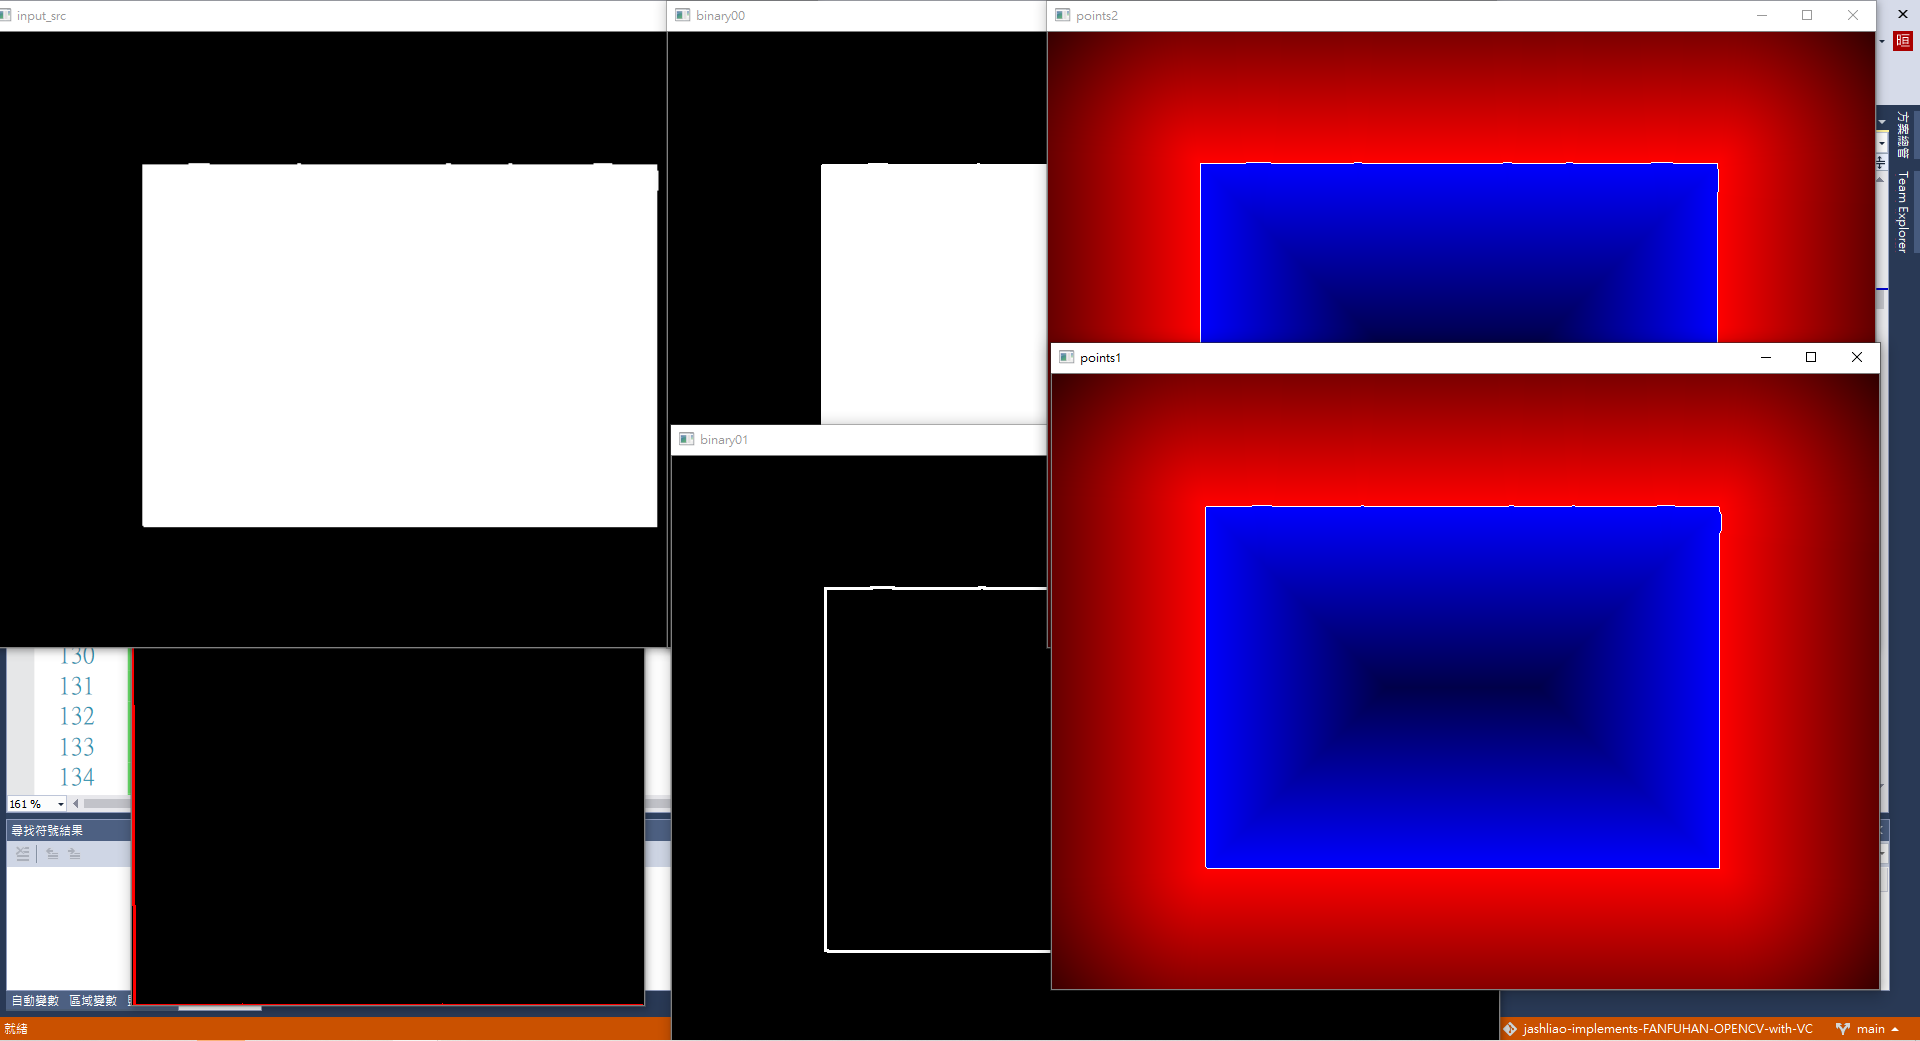 input_src
binary00
points2
晅
方案總管
Team Explorer
points1
binary01
130
131
132
133
134
161 %
尋找符號結果
自動變數 區域變數
就緒
jashliao-implements-FANFUHAN-OPENCV-with-VC
main